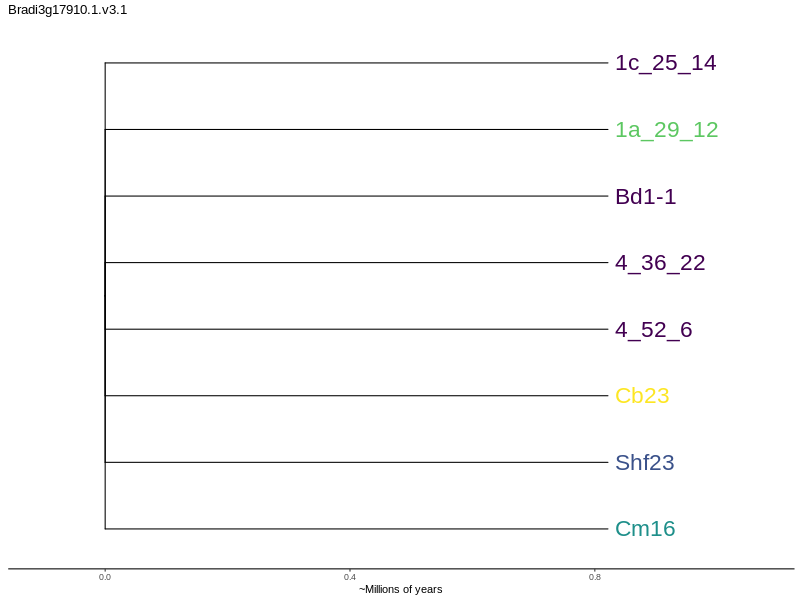 Bradi3g17910.1.v3.1
1c_25_14
1a_29_12
Bd1-1
4_36_22
4_52_6
Cb23
Shf23
Cm16
0.0 0.4 0.8
~Millions of years